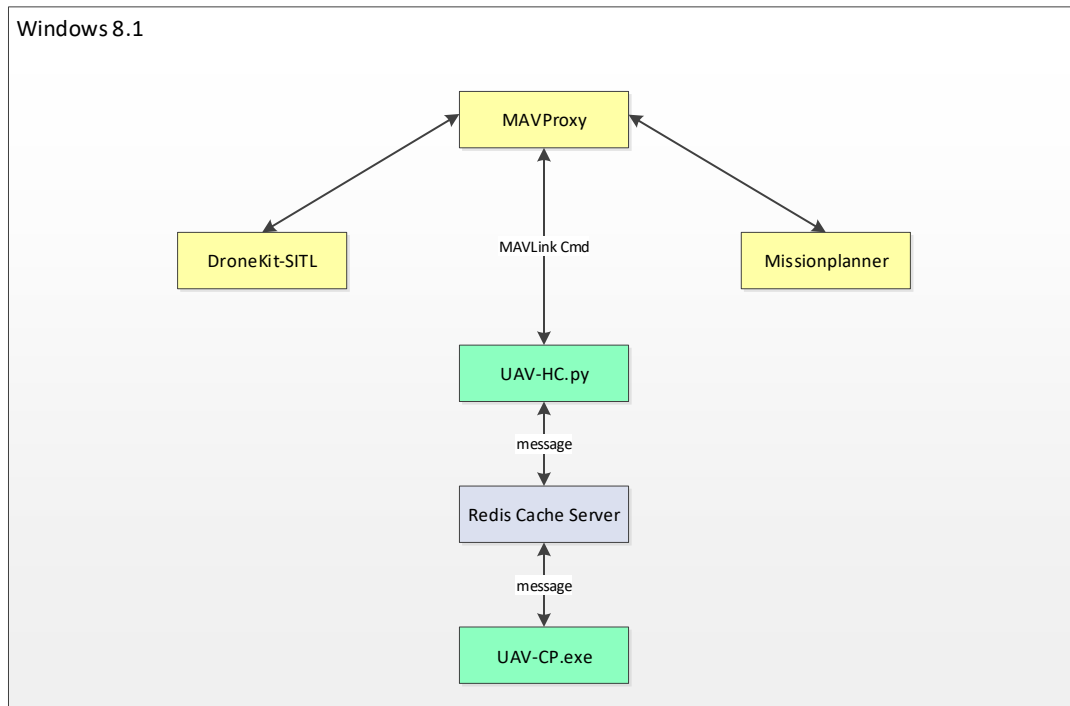 Windows 8.1
MAVProxy
DroneKit-SITL
MAVLink Cmd
Missionplanner
UAV-HC.py
message
Redis Cache Server
message
UAV-CP.exe